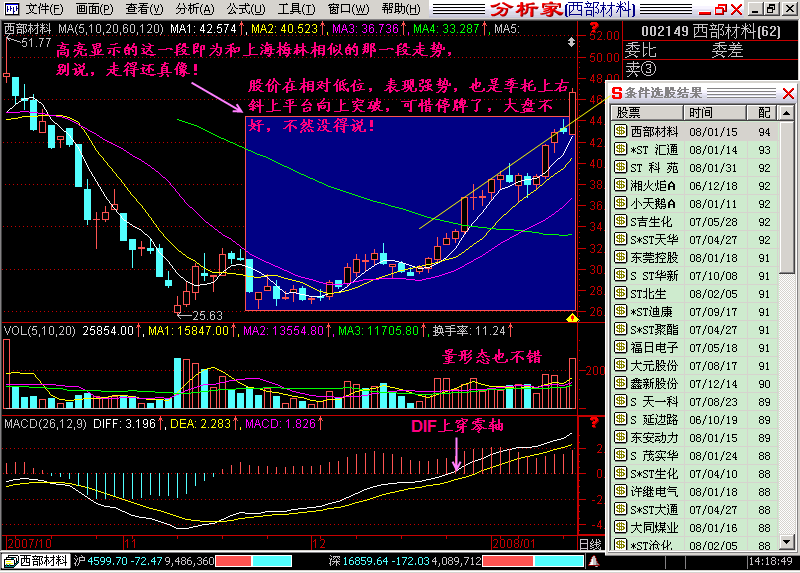 文件(F) 画面(P) 查看(V) 分析(A) 公式(U) 工具(T) 窗口(W) 帮助(H) 分析家[西部材料]
西部材料 MA(5,10,20,60,120) MA1: 42.574↑, MA2: 40.523↑, MA3: 36.736↑, MA4: 33.287↑, MA5:
51.77
高亮显示的这一段即为和上海梅林相似的那一段走势，
别说，走得还真像！
股价在相对低位，表现强势，也是季托上右
斜上平台向上突破，可惜停牌了，大盘不
好，不然没得说！
52.00
50
48
46
44
42
40
38
36
34
32
30
28
26
25.63
VOL(5,10,20) 25854.00↑, MA1: 15847.00↑, MA2: 13554.80↑, MA3: 11705.80↑, 换手率: 11.24↑
量形态也不错
200
MACD(26,12,9) DIFF: 3.196↑, DEA: 2.283↑, MACD: 1.826↑
DIF上穿零轴
2
0
-2
-4
2007/10 11 12 2008/01 日线
002149 西部材料(62)
委比 委差
卖③
条件选股结果
股票 时间 配
西部材料 08/01/15 94
*ST 汇通 08/01/14 93
ST 科 苑 08/01/31 92
湘火炬A 06/12/18 92
小天鹅A 08/01/11 92
S吉生化 07/05/28 92
S*ST天华 07/04/27 92
东莞控股 08/01/18 91
S ST华新 07/10/08 91
ST北生 08/02/05 91
*ST迪康 07/09/17 91
S*ST聚酯 07/04/27 91
福日电子 07/05/18 91
大元股份 08/01/17 91
鑫新股份 07/12/14 90
S 天一科 07/08/23 89
S 延边路 06/10/19 89
东安动力 08/01/15 89
S 茂实华 08/01/24 88
S*ST生化 07/04/10 88
许继电气 08/01/18 88
S*ST大通 07/04/27 88
大同煤业 08/01/16 88
*ST沧化 08/02/05 88
西部材料 沪 4599.70 -72.47 9,486,360 深 16859.64 -172.03 4,089,712 14:18:49